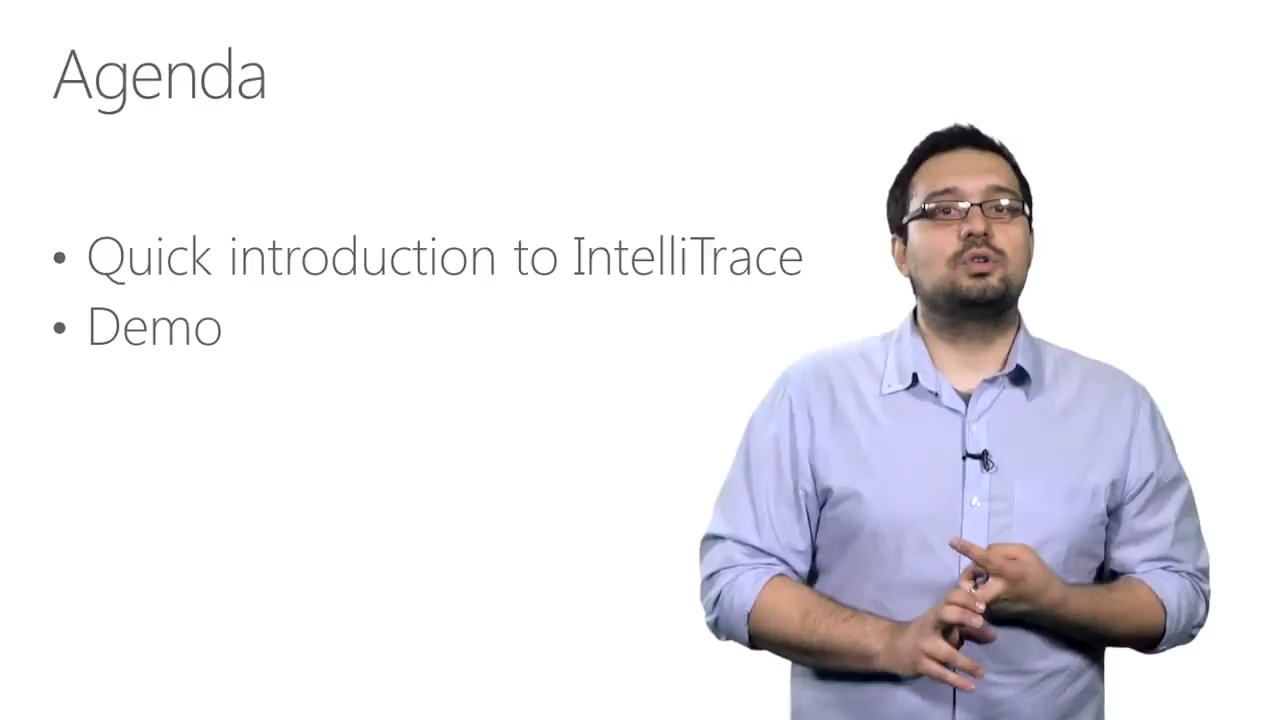 Agenda
• Quick introduction to IntelliTrace
• Demo